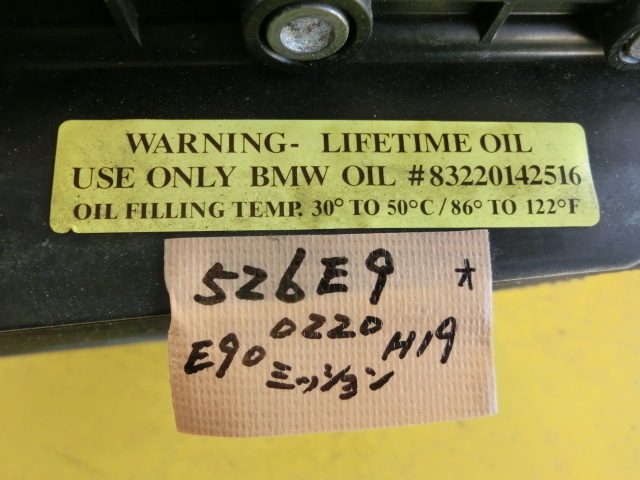 WARNING- LIFETIME OIL
USE ONLY BMW OIL #83220142516
OIL FILLING TEMP. 30° TO 50°C / 86° TO 122°F
526E9 *
0220
E90 H19
ミッション